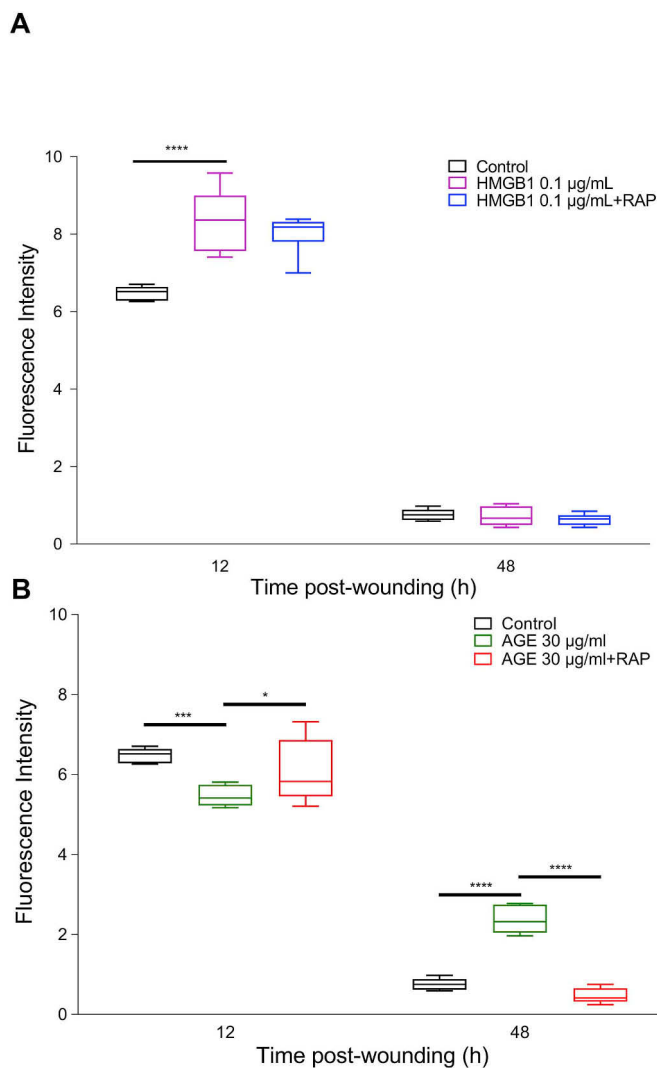 A
****
10
8
6
4
2
0
Fluorescence Intensity
Control
HMGB1 0.1 µg/mL
HMGB1 0.1 µg/mL+RAP
12
48
Time post-wounding (h)
B
10
8
6
4
2
0
Fluorescence Intensity
Control
AGE 30 µg/ml
AGE 30 µg/ml+RAP
***
*
****
****
12
48
Time post-wounding (h)